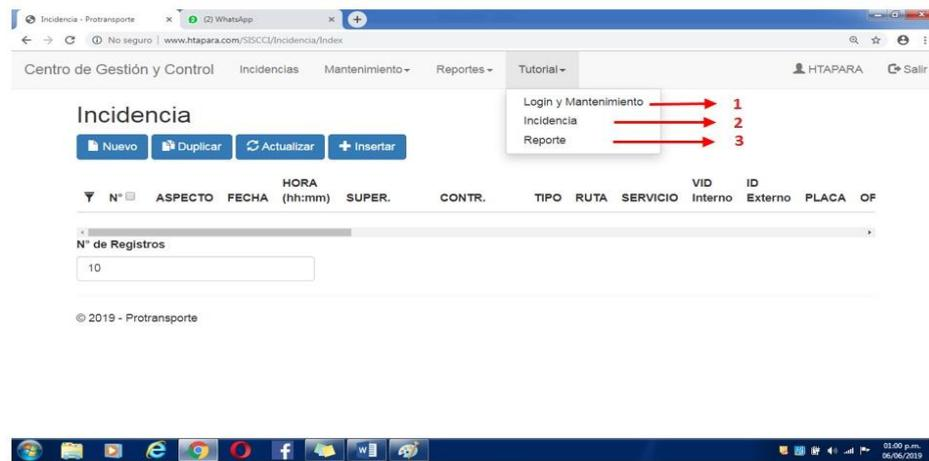 Incidencia - Protransporte
(2) WhatsApp
No seguro | www.htapara.com/SISCCI/Incidencia/Index
Centro de Gestión y Control Incidencias Mantenimiento Reportes Tutorial HTAPARA Salir
Login y Mantenimiento 1
Incidencia 2
Reporte 3
Incidencia
Nuevo Duplicar Actualizar Insertar
N° ASPECTO FECHA HORA (hh:mm) SUPER. CONTR. TIPO RUTA SERVICIO VID Interno ID Externo PLACA OF
N° de Registros
10
© 2019 - Protransporte
01:00 p.m.
06/06/2019